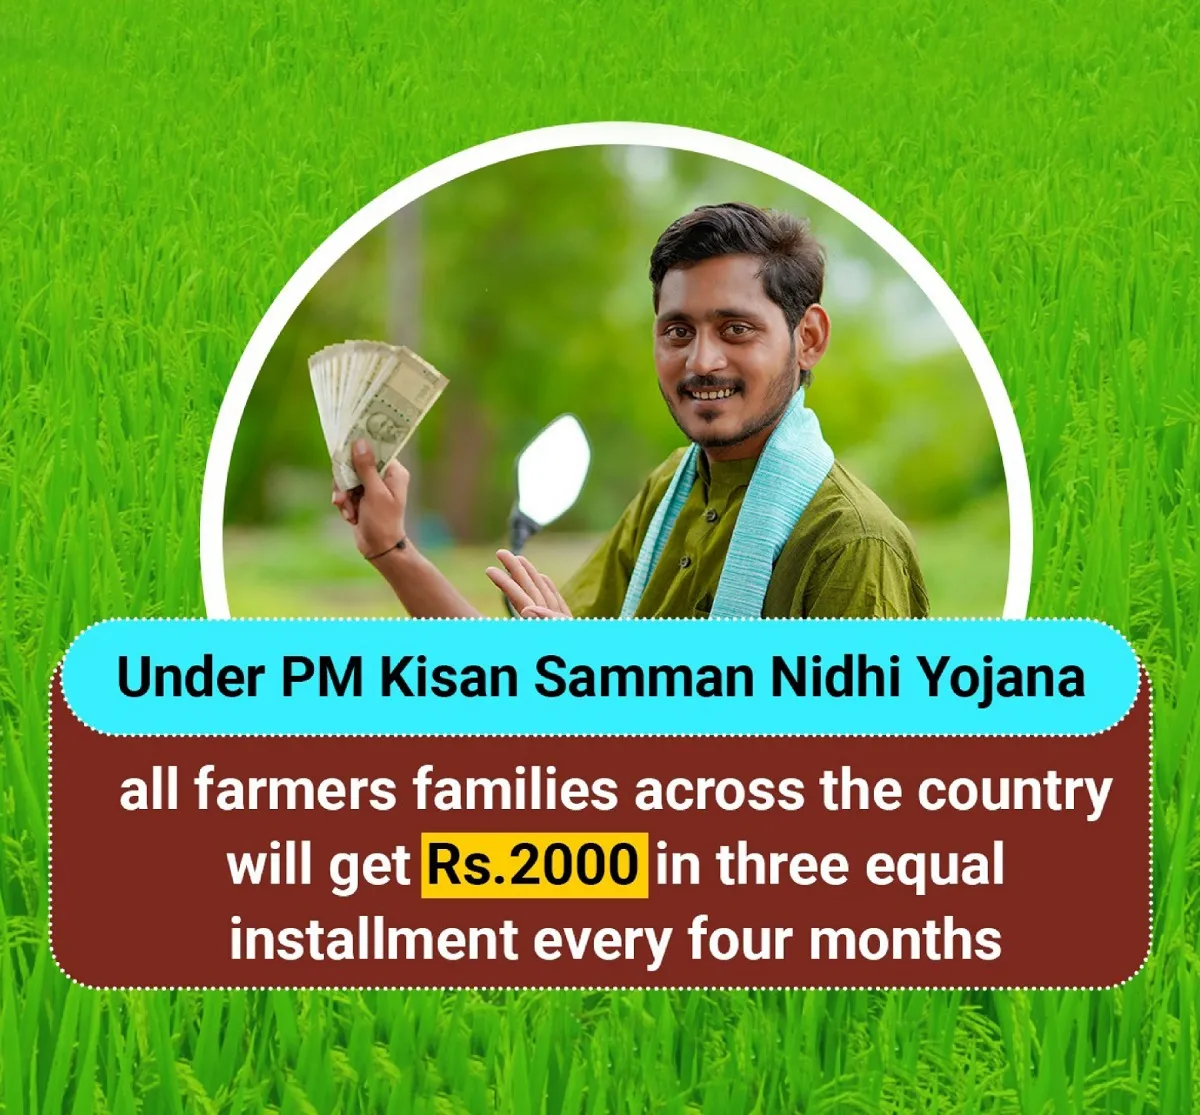 Under PM Kisan Samman Nidhi Yojana
all farmers families across the country
will get Rs.2000 in three equal
installment every four months